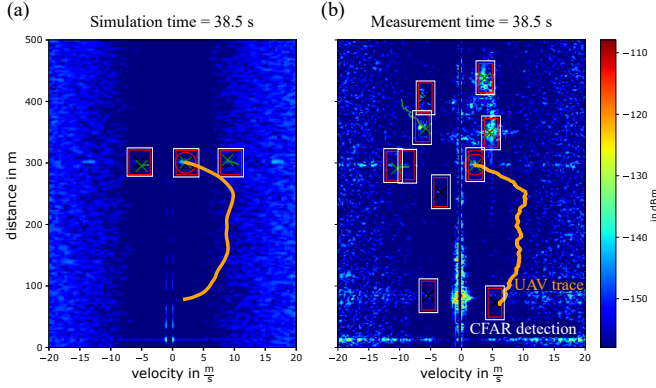 (a)
Simulation time = 38.5 s
(b)
Measurement time = 38.5 s
500
400
300
200
100
0
distance in m
−20 −15 −10 −5 0 5 10 15 20
velocity in m/s
UAV trace
CFAR detection
−20 −15 −10 −5 0 5 10 15 20
velocity in m/s
−110
−120
−130
−140
−150
in dBm